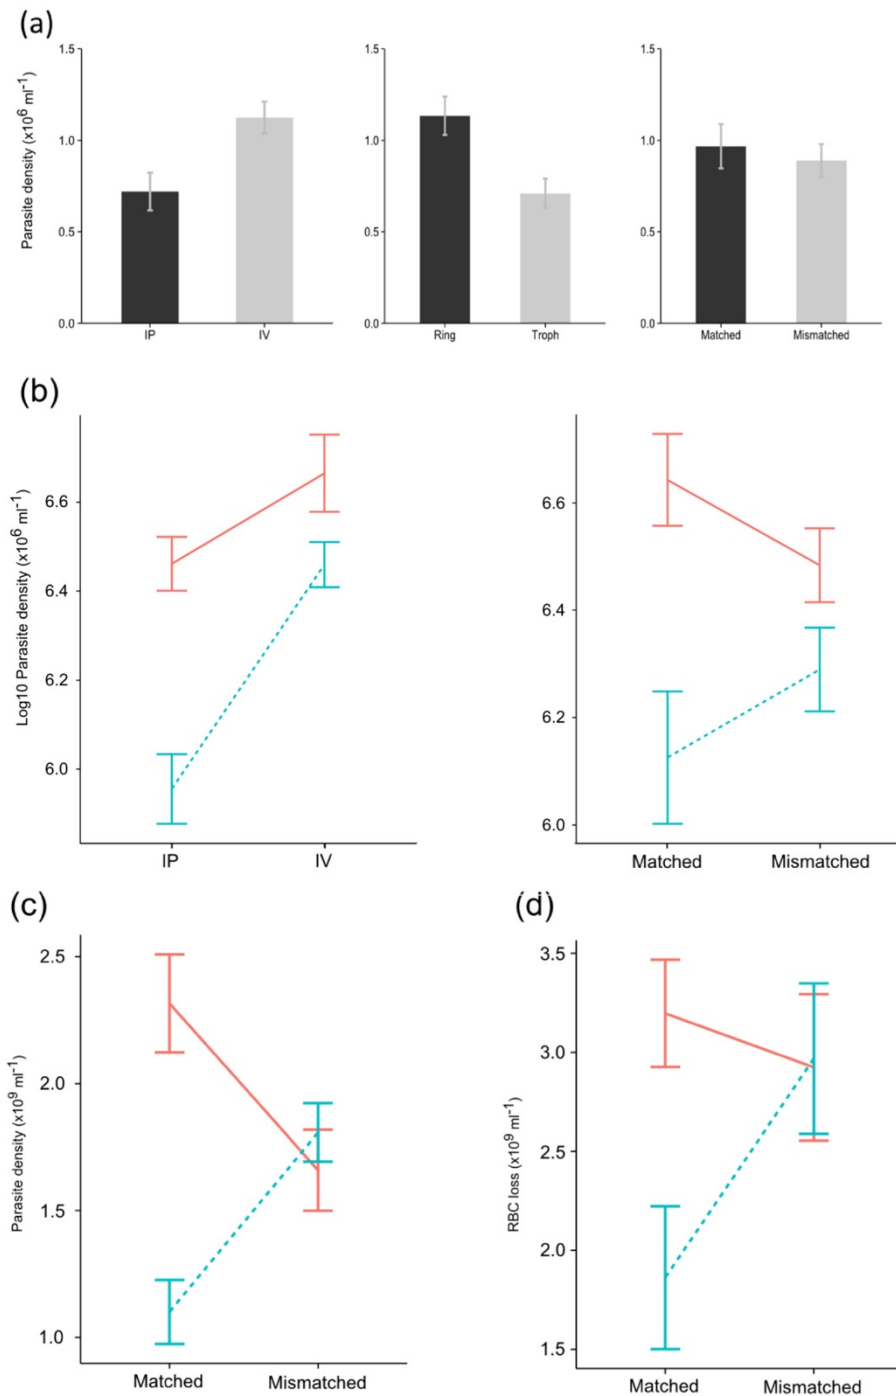 (a)
Parasite density (x10⁶ ml⁻¹)
1.5
1.0
0.5
0.0
IP
IV
1.5
1.0
0.5
0.0
Ring
Troph
1.5
1.0
0.5
0.0
Matched
Mismatched
(b)
Log10 Parasite density (x10⁶ ml⁻¹)
6.6
6.4
6.2
6.0
IP
IV
6.6
6.4
6.2
6.0
Matched
Mismatched
(c)
Parasite density (x10⁹ ml⁻¹)
2.5
2.0
1.5
1.0
Matched
Mismatched
(d)
RBC loss (x10⁹ ml⁻¹)
3.5
3.0
2.5
2.0
1.5
Matched
Mismatched